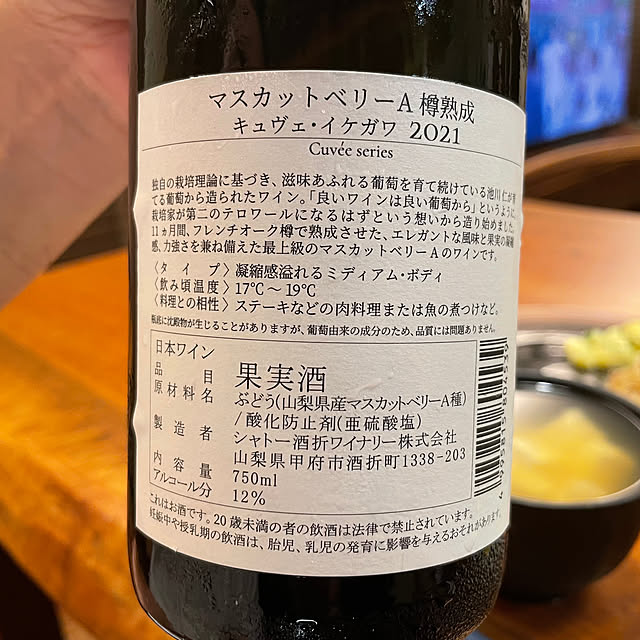 マスカットベリーA 樽熟成
キュヴェ・イケガワ 2021
Cuvée series
独自の栽培理論に基づき、滋味あふれる葡萄を育て続けている池川仁が育
てる葡萄から造られたワイン。「良いワインは良い葡萄から」というように、
栽培家が第二のテロワールになるはずという想いから造り始めました。
11ヵ月間、フレンチオーク樽で熟成させた、エレガントな風味と果実の凝縮
感、力強さを兼ね備えた最上級のマスカットベリーAのワインです。
〈タイプ〉凝縮感溢れるミディアム・ボディ
〈飲み頃温度〉17℃~19℃
〈料理との相性〉ステーキなどの肉料理または魚の煮つけなど。
瓶底に沈殿物が生じることがありますが、葡萄由来の成分のため、品質には問題ありません。
日本ワイン
品目 果実酒
原材料名 ぶどう(山梨県産マスカットベリーA種)
/酸化防止剤(亜硫酸塩)
製造者 シャトー酒折ワイナリー株式会社
山梨県甲府市酒折町1338-203
内容量 750ml
アルコール分 12%
これはお酒です。20歳未満の者の飲酒は法律で禁止されています。
妊娠中や授乳期の飲酒は、胎児、乳児の発育に影響を与えるおそれがあります。